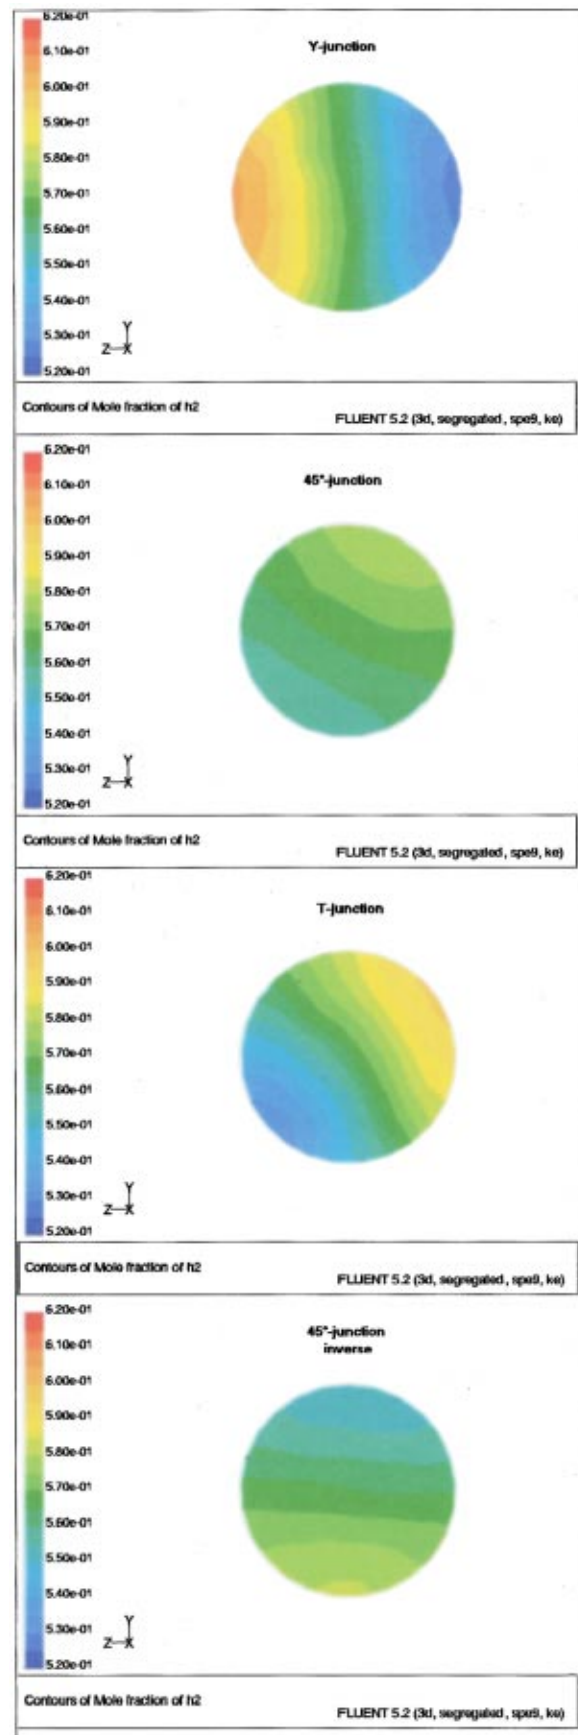 6.20e-01
Y-junction
6.10e-01
6.00e-01
5.90e-01
5.80e-01
5.70e-01
5.60e-01
5.50e-01
5.40e-01
5.30e-01
5.20e-01
Y
Z X
Contours of Mole fraction of h2
FLUENT 5.2 (3d, segregated, spe9, ke)
6.20e-01
45°-junction
6.10e-01
6.00e-01
5.90e-01
5.80e-01
5.70e-01
5.60e-01
5.50e-01
5.40e-01
5.30e-01
5.20e-01
Y
Z X
Contours of Mole fraction of h2
FLUENT 5.2 (3d, segregated, spe9, ke)
6.20e-01
T-junction
6.10e-01
6.00e-01
5.90e-01
5.80e-01
5.70e-01
5.60e-01
5.50e-01
5.40e-01
5.30e-01
5.20e-01
Y
Z X
Contours of Mole fraction of h2
FLUENT 5.2 (3d, segregated, spe9, ke)
6.20e-01
45°-junction
inverse
6.10e-01
6.00e-01
5.90e-01
5.80e-01
5.70e-01
5.60e-01
5.50e-01
5.40e-01
5.30e-01
5.20e-01
Y
Z X
Contours of Mole fraction of h2
FLUENT 5.2 (3d, segregated, spe9, ke)